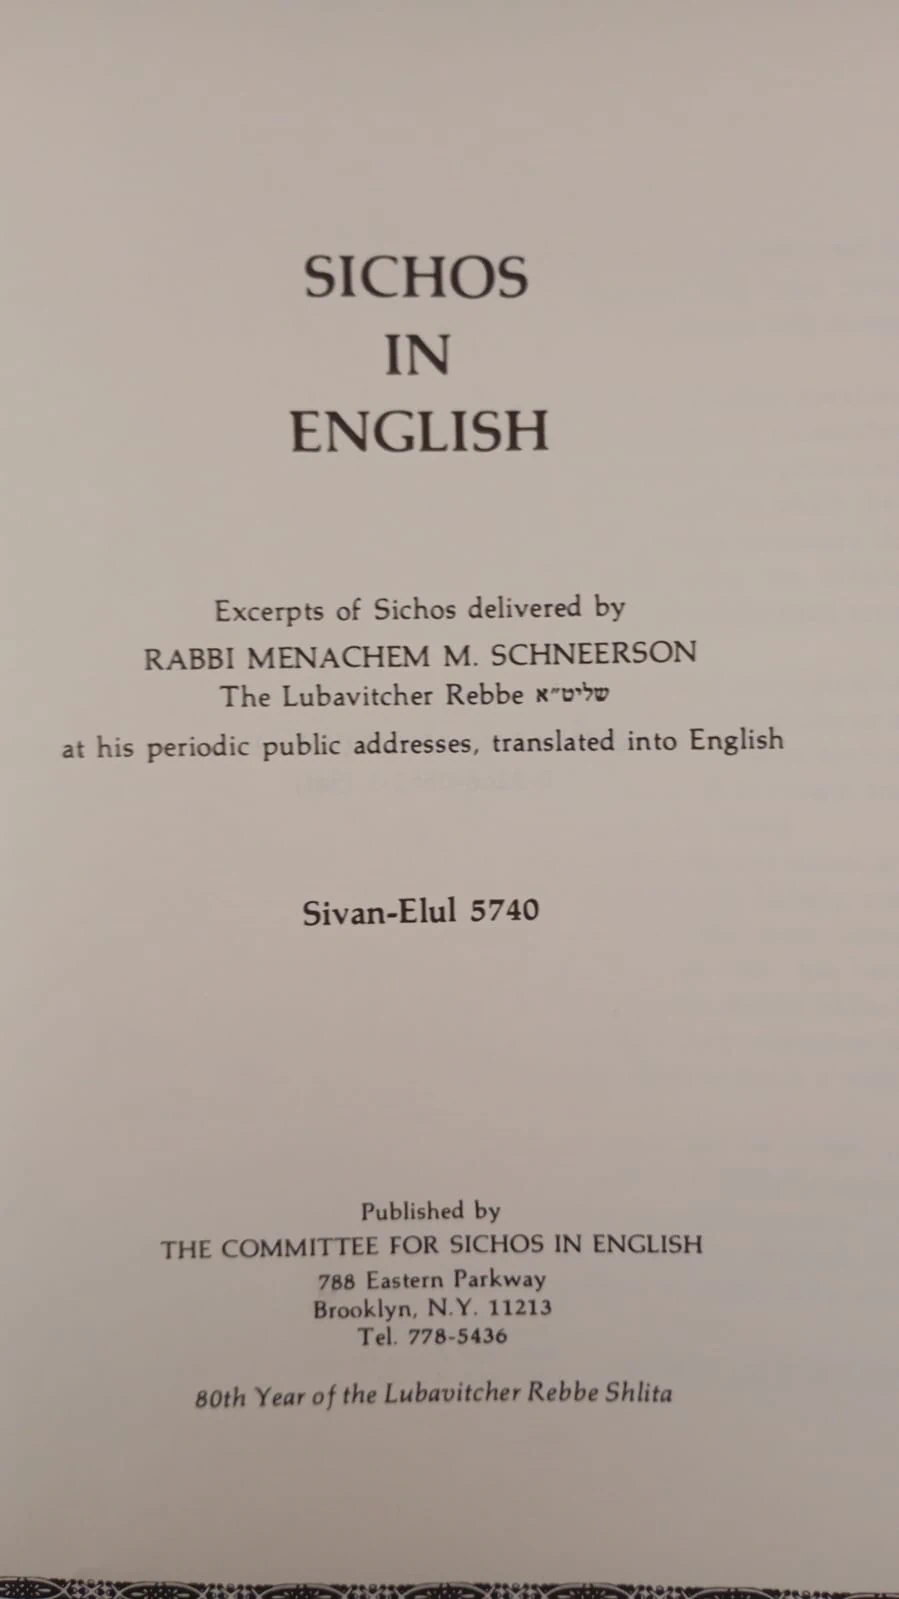 SICHOS
IN
ENGLISH
Excerpts of Sichos delivered by
RABBI MENACHEM M. SCHNEERSON
The Lubavitcher Rebbe שליט״א
at his periodic public addresses, translated into English
Sivan-Elul 5740
Published by
THE COMMITTEE FOR SICHOS IN ENGLISH
788 Eastern Parkway
Brooklyn, N.Y. 11213
Tel. 778-5436
80th Year of the Lubavitcher Rebbe Shlita